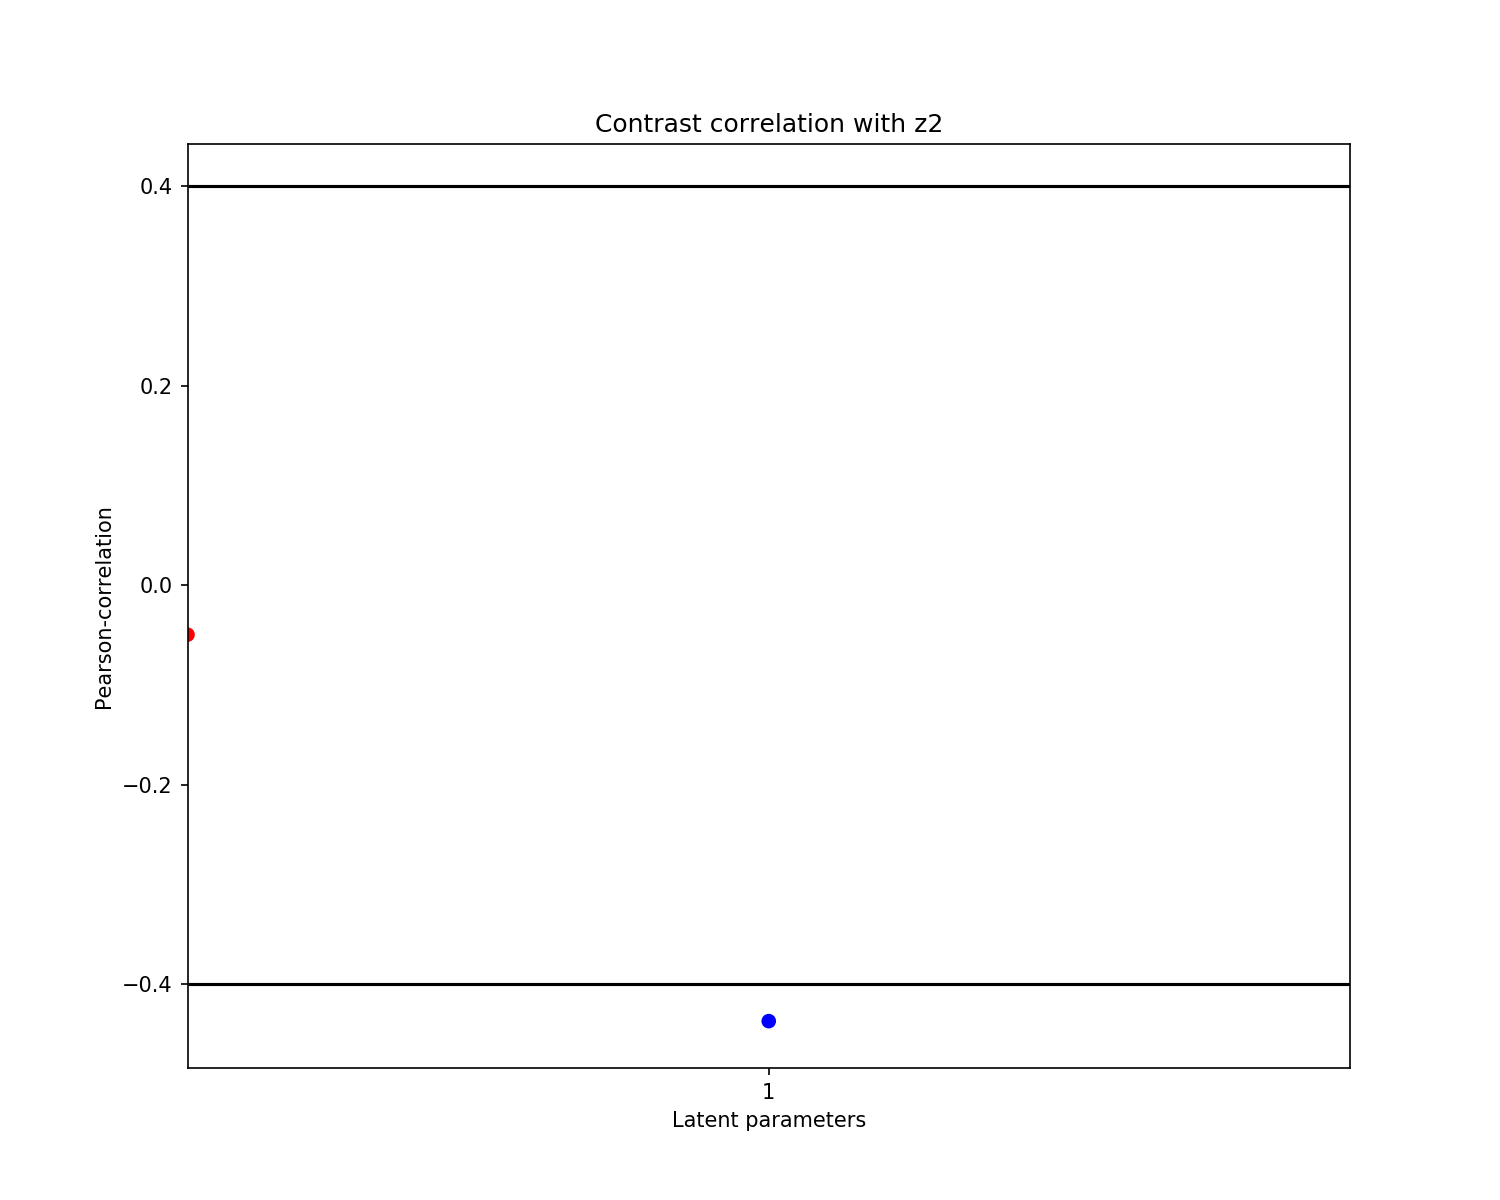 Contrast correlation with z2
0.4
0.2
0.0
−0.2
−0.4
Pearson-correlation
1
Latent parameters